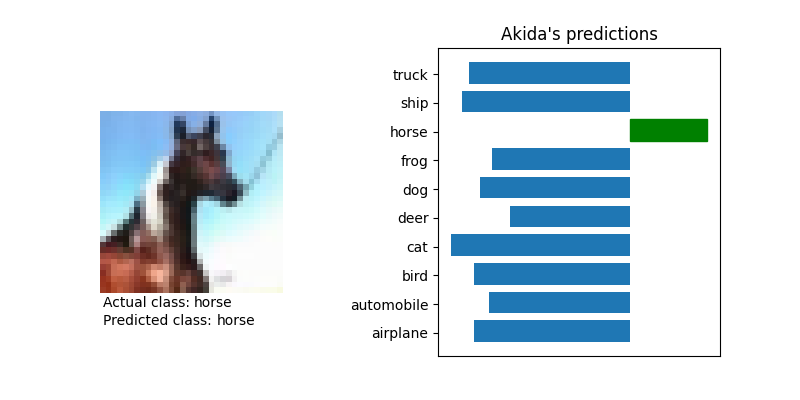 Akida's predictions
truck
ship
horse
frog
dog
deer
cat
bird
automobile
airplane
Actual class: horse
Predicted class: horse